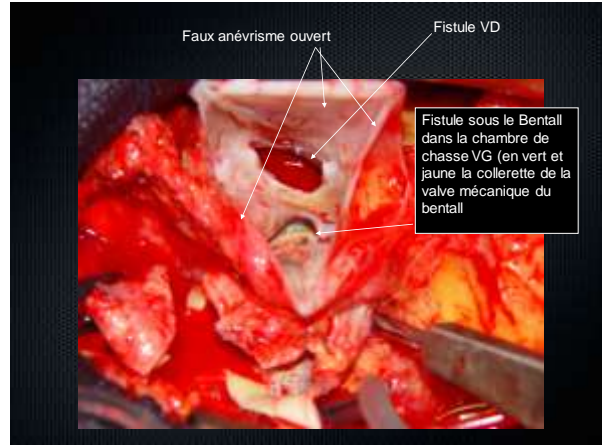 Faux anévrisme ouvert
Fistule VD
Fistule sous le Bentall
dans la chambre de
chasse VG (en vert et
jaune la collerette de la
valve mécanique du
bentall